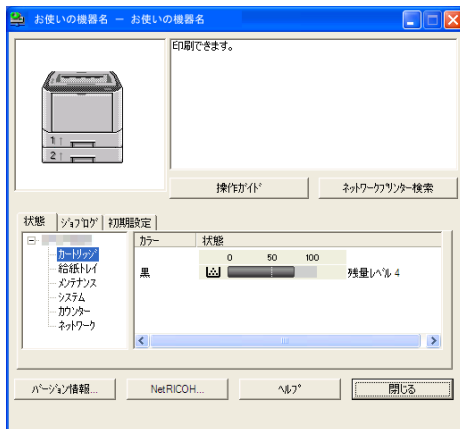 お使いの機器名 － お使いの機器名
印刷できます。
1
2
操作ｶﾞｲﾄﾞ
ﾈｯﾄﾜｰｸﾌﾟﾘﾝﾀｰ検索
状態
ｼﾞｮﾌﾞﾛｸﾞ
初期設定
ｶｰﾄﾘｯｼﾞ
給紙ﾄﾚｲ
ﾒﾝﾃﾅﾝｽ
ｼｽﾃﾑ
ｶｳﾝﾀｰ
ﾈｯﾄﾜｰｸ
ｶﾗｰ
状態
0 50 100
黒
残量ﾚﾍﾞﾙ 4
ﾊﾞｰｼﾞｮﾝ情報...
NetRICOH...
ﾍﾙﾌﾟ
閉じる